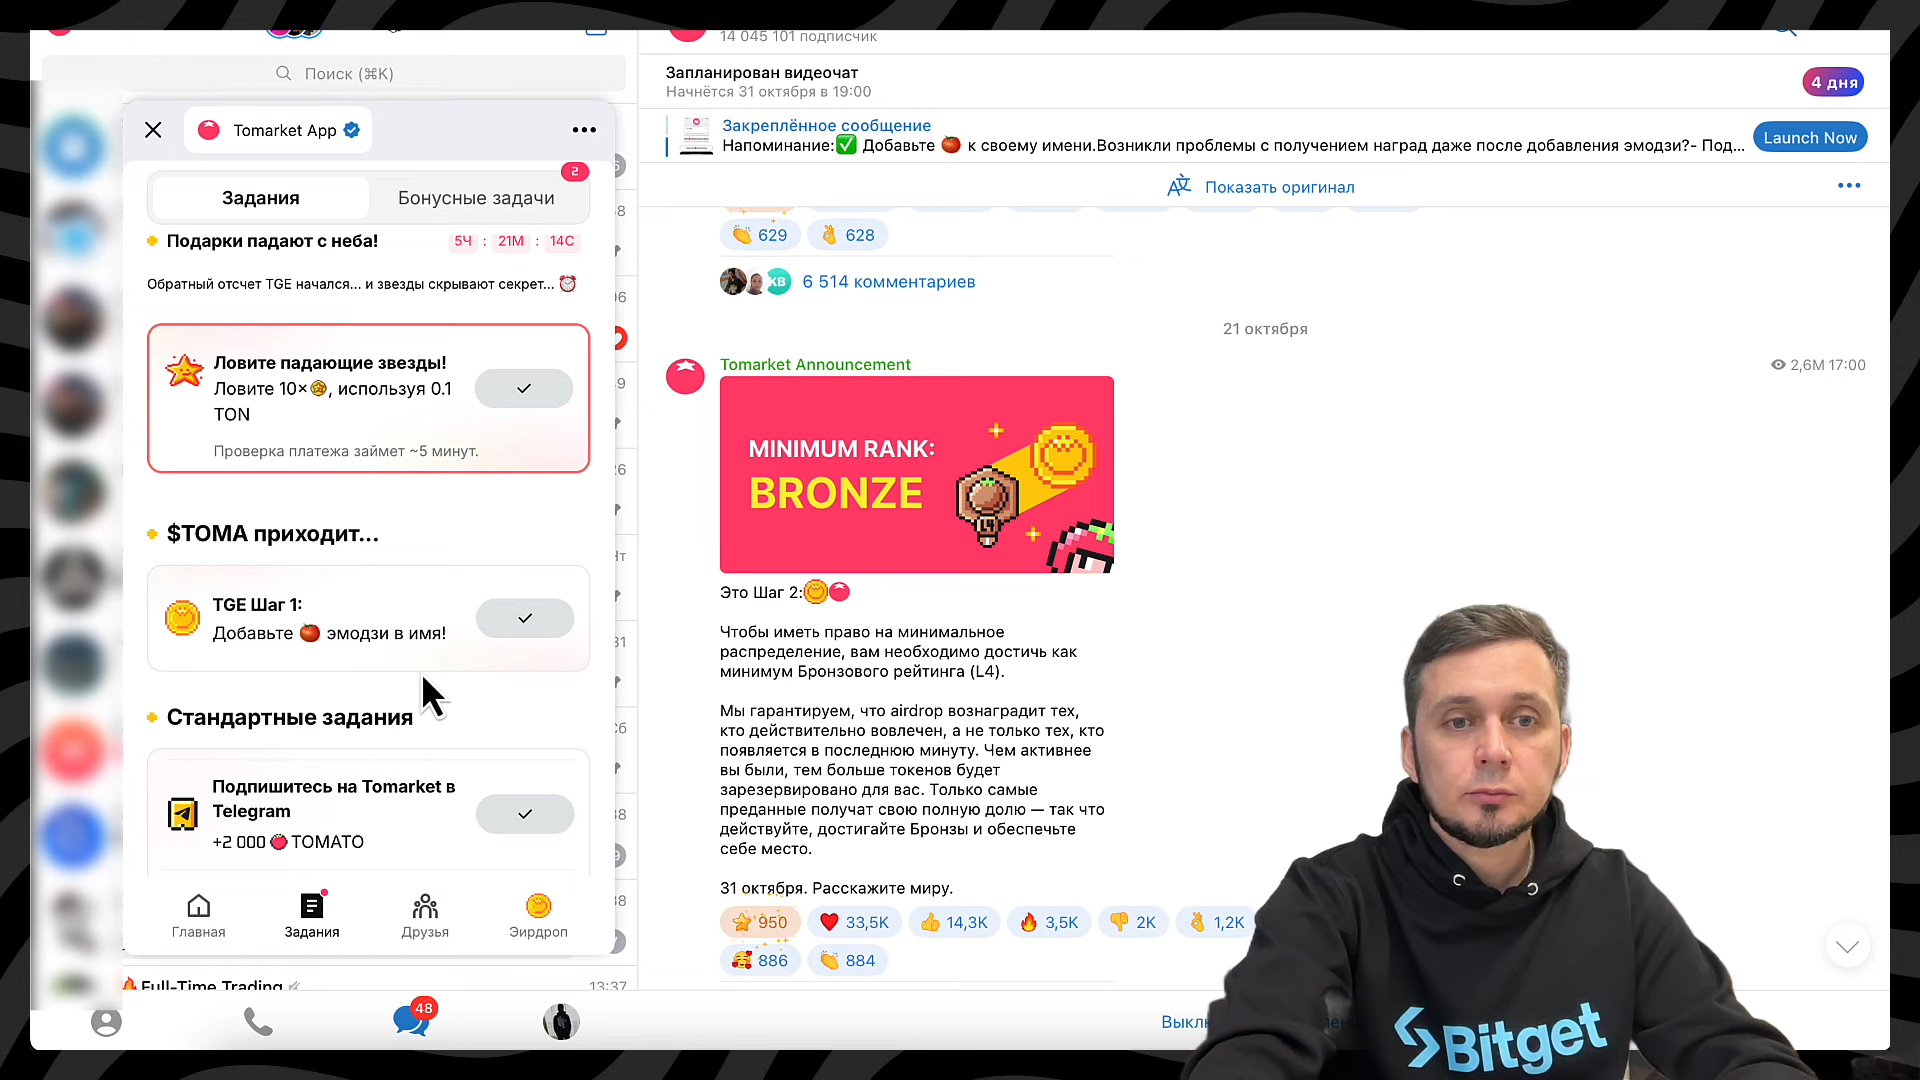 Поиск (⌘K)
Tomarket App
2
Задания
Бонусные задачи
Подарки падают с неба!
5Ч : 21М : 14С
Обратный отсчет TGE начался... и звезды скрывают секрет... ⏰
Ловите падающие звезды!
Ловите 10×, используя 0.1
TON
Проверка платежа займет ~5 минут.
$TOMA приходит...
TGE Шаг 1:
Добавьте 🍅 эмодзи в имя!
Стандартные задания
Подпишитесь на Tomarket в
Telegram
+2 000 TOMATO
Главная
Задания
Друзья
Эирдроп
Full-Time Trading
13:37
48
14 045 101 подписчик
Запланирован видеочат
Начнётся 31 октября в 19:00
4 дня
Закреплённое сообщение
Напоминание:✅ Добавьте 🍅 к своему имени.Возникли проблемы с получением наград даже после добавления эмодзи?- Под...
Launch Now
Показать оригинал
👏 629
👌 628
KB
6 514 комментариев
21 октября
Tomarket Announcement
2,6M 17:00
MINIMUM RANK:
BRONZE
L4
Это Шаг 2:
Чтобы иметь право на минимальное
распределение, вам необходимо достичь как
минимум Бронзового рейтинга (L4).
Мы гарантируем, что airdrop вознаградит тех,
кто действительно вовлечен, а не только тех, кто
появляется в последнюю минуту. Чем активнее
вы были, тем больше токенов будет
зарезервировано для вас. Только самые
преданные получат свою полную долю — так что
действуйте, достигайте Бронзы и обеспечьте
себе место.
31 октября. Расскажите миру.
⭐ 950
❤️ 33,5K
👍 14,3K
🔥 3,5K
👎 2K
👌 1,2K
🥰 886
👏 884
Bitget